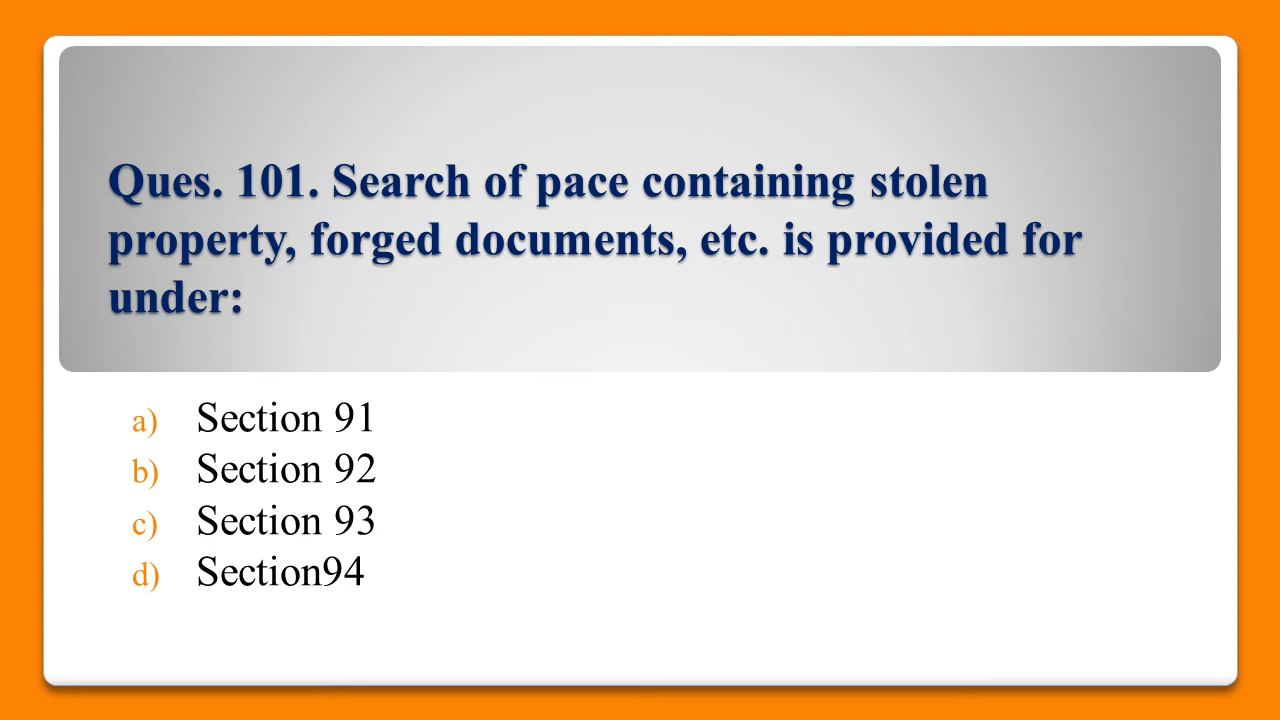 Ques. 101. Search of pace containing stolen
property, forged documents, etc. is provided for
under:
a) Section 91
b) Section 92
c) Section 93
d) Section94